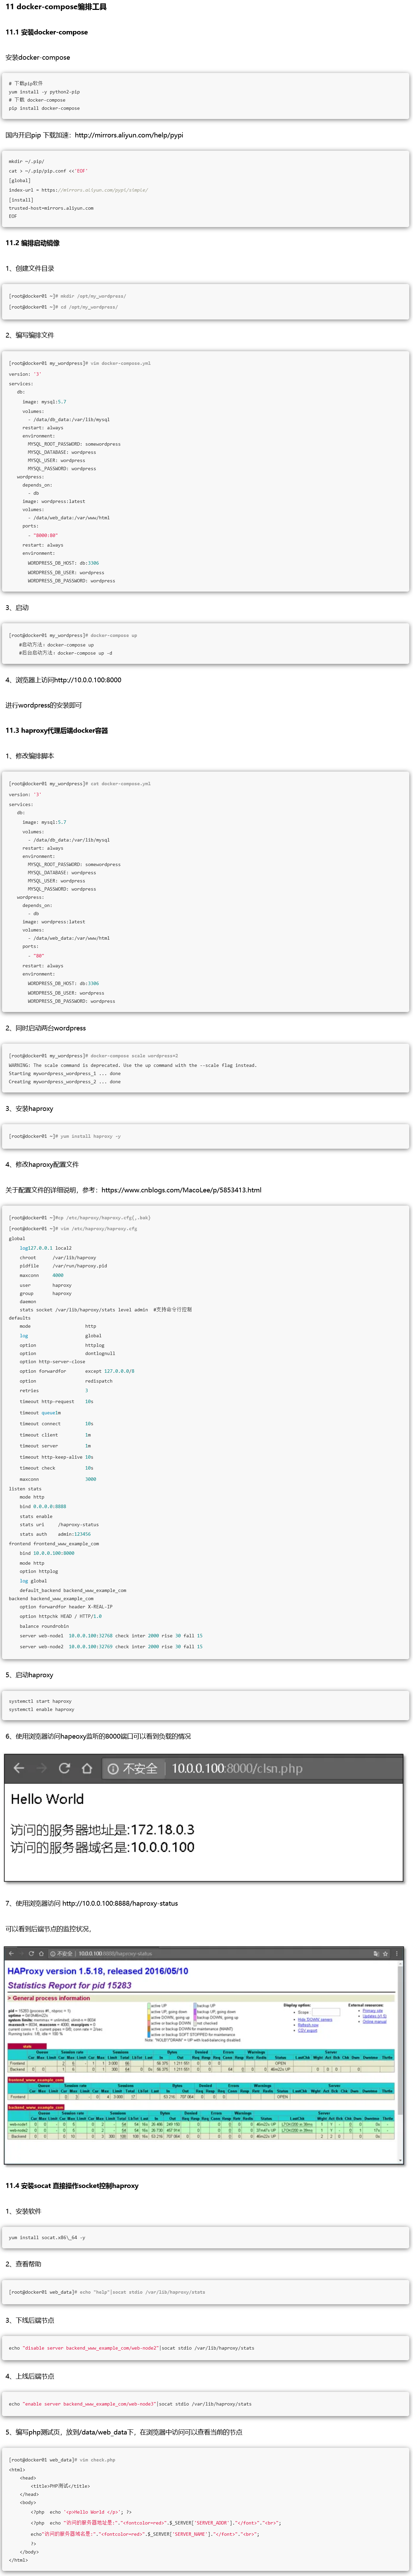 11 docker-compose编排工具
11.1 安装docker-compose
安装docker-compose
# 下载pip软件
yum install -y python2-pip
# 下载 docker-compose
pip install docker-compose
国内开启pip 下载加速：http://mirrors.aliyun.com/help/pypi
mkdir ~/.pip/
cat > ~/.pip/pip.conf <<'EOF'
[global]
index-url = https://mirrors.aliyun.com/pypi/simple/
[install]
trusted-host=mirrors.aliyun.com
EOF
11.2 编排启动镜像
1、创建文件目录
[root@docker01 ~]# mkdir /opt/my_wordpress/
[root@docker01 ~]# cd /opt/my_wordpress/
2、编写编排文件
[root@docker01 my_wordpress]# vim docker-compose.yml
version: '3'
services:
db:
image: mysql:5.7
volumes:
- /data/db_data:/var/lib/mysql
restart: always
environment:
MYSQL_ROOT_PASSWORD: somewordpress
MYSQL_DATABASE: wordpress
MYSQL_USER: wordpress
MYSQL_PASSWORD: wordpress
wordpress:
depends_on:
- db
image: wordpress:latest
volumes:
- /data/web_data:/var/www/html
ports:
- "8000:80"
restart: always
environment:
WORDPRESS_DB_HOST: db:3306
WORDPRESS_DB_USER: wordpress
WORDPRESS_DB_PASSWORD: wordpress
3、启动
[root@docker01 my_wordpress]# docker-compose up
#启动方法：docker-compose up
#后台启动方法：docker-compose up -d
4、浏览器上访问http://10.0.0.100:8000
进行wordpress的安装即可
11.3 haproxy代理后端docker容器
1、修改编排脚本
[root@docker01 my_wordpress]# cat docker-compose.yml
version: '3'
services:
db:
image: mysql:5.7
volumes:
- /data/db_data:/var/lib/mysql
restart: always
environment:
MYSQL_ROOT_PASSWORD: somewordpress
MYSQL_DATABASE: wordpress
MYSQL_USER: wordpress
MYSQL_PASSWORD: wordpress
wordpress:
depends_on:
- db
image: wordpress:latest
volumes:
- /data/web_data:/var/www/html
ports:
- "80"
restart: always
environment:
WORDPRESS_DB_HOST: db:3306
WORDPRESS_DB_USER: wordpress
WORDPRESS_DB_PASSWORD: wordpress
2、同时启动两台wordpress
[root@docker01 my_wordpress]# docker-compose scale wordpress=2
WARNING: The scale command is deprecated. Use the up command with the --scale flag instead.
Starting mywordpress_wordpress_1 ... done
Creating mywordpress_wordpress_2 ... done
3、安装haproxy
[root@docker01 ~]# yum install haproxy -y
4、修改haproxy配置文件
关于配置文件的详细说明，参考：https://www.cnblogs.com/MacoLee/p/5853413.html
[root@docker01 ~]#cp /etc/haproxy/haproxy.cfg{,.bak}
[root@docker01 ~]# vim /etc/haproxy/haproxy.cfg
global
log127.0.0.1 local2
chroot /var/lib/haproxy
pidfile /var/run/haproxy.pid
maxconn 4000
user haproxy
group haproxy
daemon
stats socket /var/lib/haproxy/stats level admin #支持命令行控制
defaults
mode http
log global
option httplog
option dontlognull
option http-server-close
option forwardfor except 127.0.0.0/8
option redispatch
retries 3
timeout http-request 10s
timeout queue1m
timeout connect 10s
timeout client 1m
timeout server 1m
timeout http-keep-alive 10s
timeout check 10s
maxconn 3000
listen stats
mode http
bind 0.0.0.0:8888
stats enable
stats uri /haproxy-status
stats auth admin:123456
frontend frontend_www_example_com
bind 10.0.0.100:8000
mode http
option httplog
log global
default_backend backend_www_example_com
backend backend_www_example_com
option forwardfor header X-REAL-IP
option httpchk HEAD / HTTP/1.0
balance roundrobin
server web-node1 10.0.0.100:32768 check inter 2000 rise 30 fall 15
server web-node2 10.0.0.100:32769 check inter 2000 rise 30 fall 15
5、启动haproxy
systemctl start haproxy
systemctl enable haproxy
6、使用浏览器访问hapeoxy监听的8000端口可以看到负载的情况
不安全 10.0.0.100:8000/clsn.php
Hello World
访问的服务器地址是:172.18.0.3
访问的服务器域名是:10.0.0.100
7、使用浏览器访问 http://10.0.0.100:8888/haproxy-status
可以看到后端节点的监控状况。
不安全 10.0.0.100:8888/haproxy-status
HAProxy version 1.5.18, released 2016/05/10
Statistics Report for pid 15283
> General process information
11.4 安装socat 直接操作socket控制haproxy
1、安装软件
yum install socat.x86\_64 -y
2、查看帮助
[root@docker01 web_data]# echo "help"|socat stdio /var/lib/haproxy/stats
3、下线后端节点
echo "disable server backend_www_example_com/web-node2"|socat stdio /var/lib/haproxy/stats
4、上线后端节点
echo "enable server backend_www_example_com/web-node3"|socat stdio /var/lib/haproxy/stats
5、编写php测试页，放到/data/web_data下，在浏览器中访问可以查看当前的节点
[root@docker01 web_data]# vim check.php
<html>
<head>
<title>PHP测试</title>
</head>
<body>
<?php echo '<p>Hello World </p>'; ?>
<?php echo "访问的服务器地址是:"."<fontcolor=red>".$_SERVER['SERVER_ADDR']."</font>"."<br>";
echo"访问的服务器域名是:"."<fontcolor=red>".$_SERVER['SERVER_NAME']."</font>"."<br>";
?>
</body>
</html>